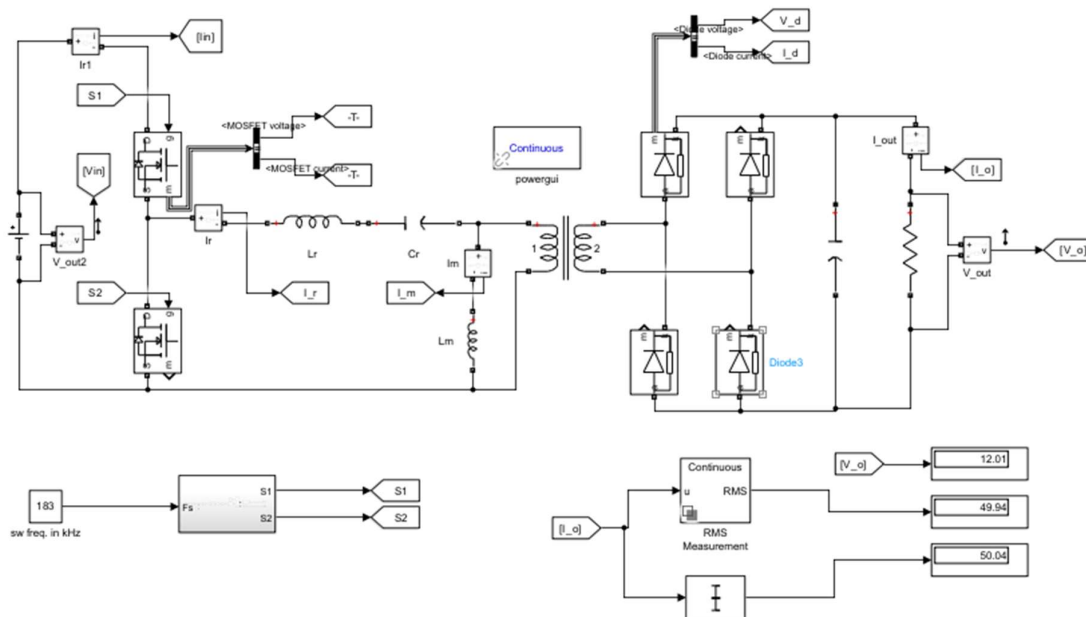 [Iin]
i
Ir1
S1
<MOSFET voltage>
-T-
<MOSFET current>
-T-
g
D
S
m
[Vin]
v
V_out2
i
Ir
Lr
Cr
Im
I_r
I_m
Lm
S2
g
D
S
m
Continuous
powergui
1
2
<Diode voltage>
V_d
<Diode current>
I_d
m
a
m
a
I_out
[I_o]
v
V_out
[V_o]
m
a
m
a
Diode3
183
sw freq. in kHz
Fs
S1
S2
S1
S2
[I_o]
Continuous
u
RMS
RMS
Measurement
[V_o]
12.01
49.94
50.04